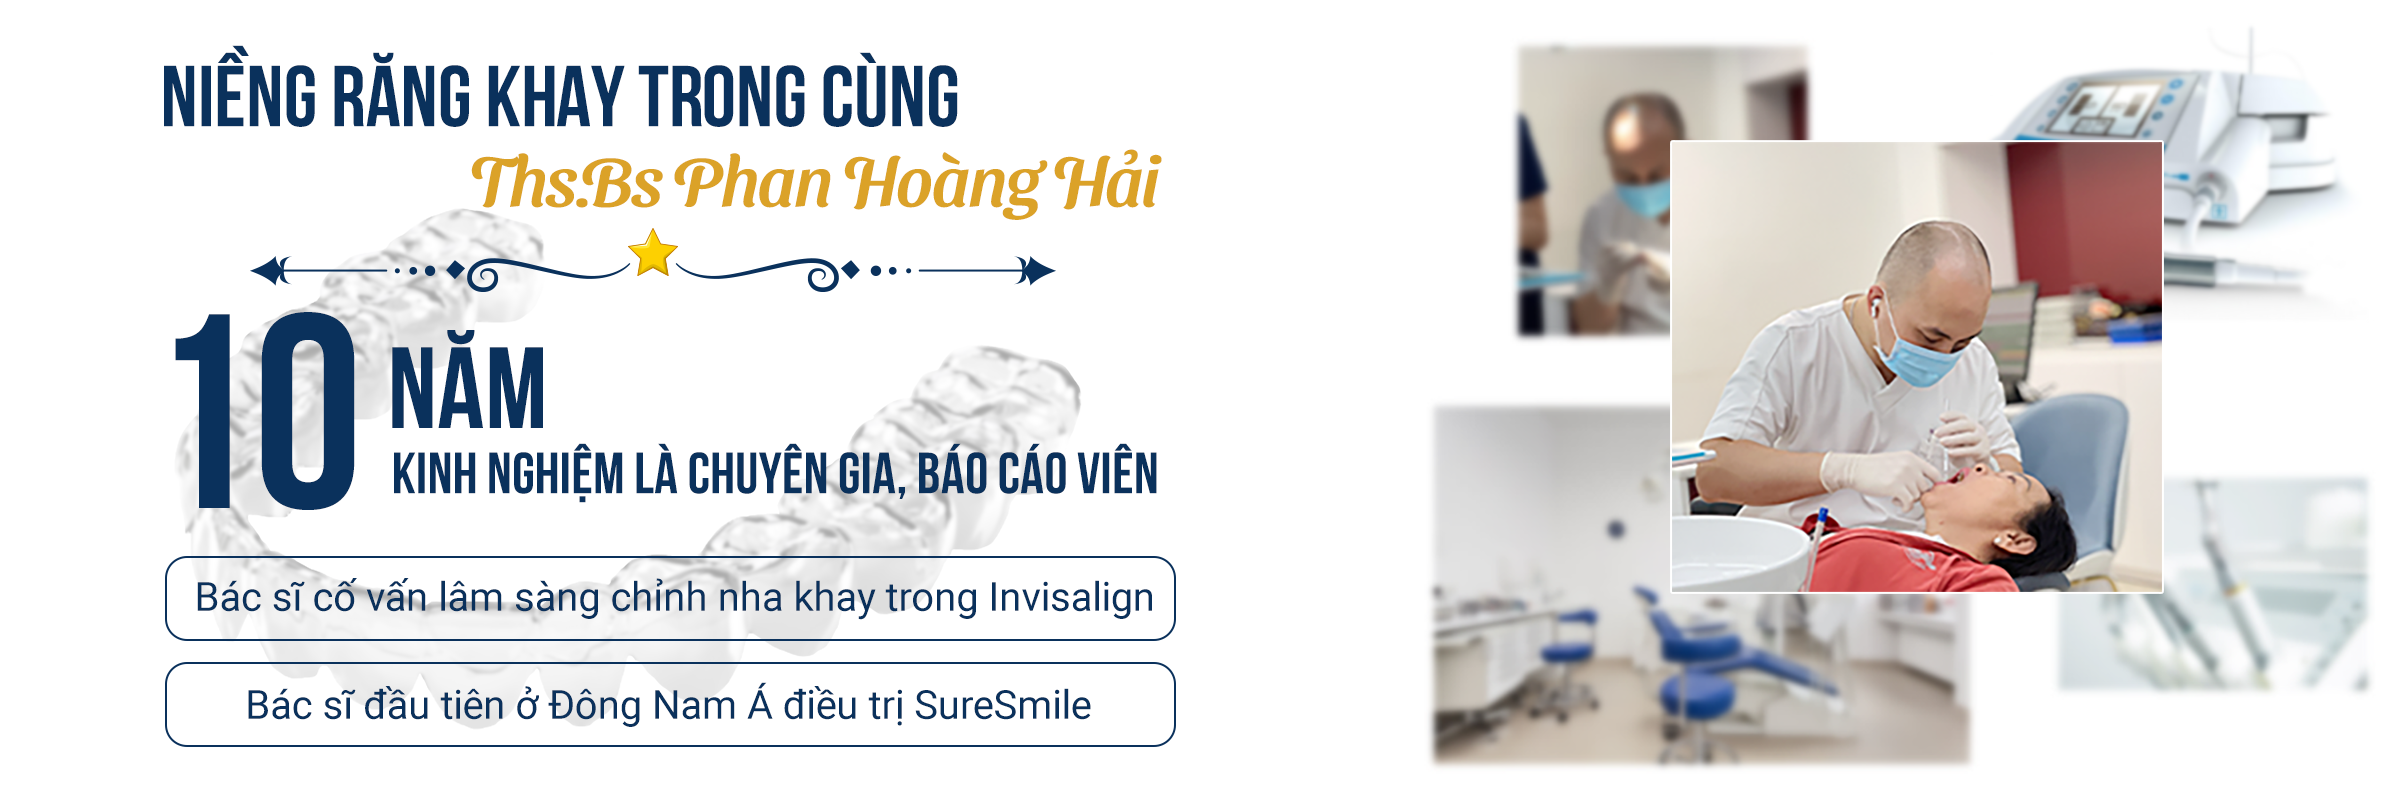 NIỀNG RĂNG KHAY TRONG CÙNG
Ths.Bs Phan Hoàng Hải
10 NĂM
KINH NGHIỆM LÀ CHUYÊN GIA, BÁO CÁO VIÊN
Bác sĩ cố vấn lâm sàng chỉnh nha khay trong Invisalign
Bác sĩ đầu tiên ở Đông Nam Á điều trị SureSmile